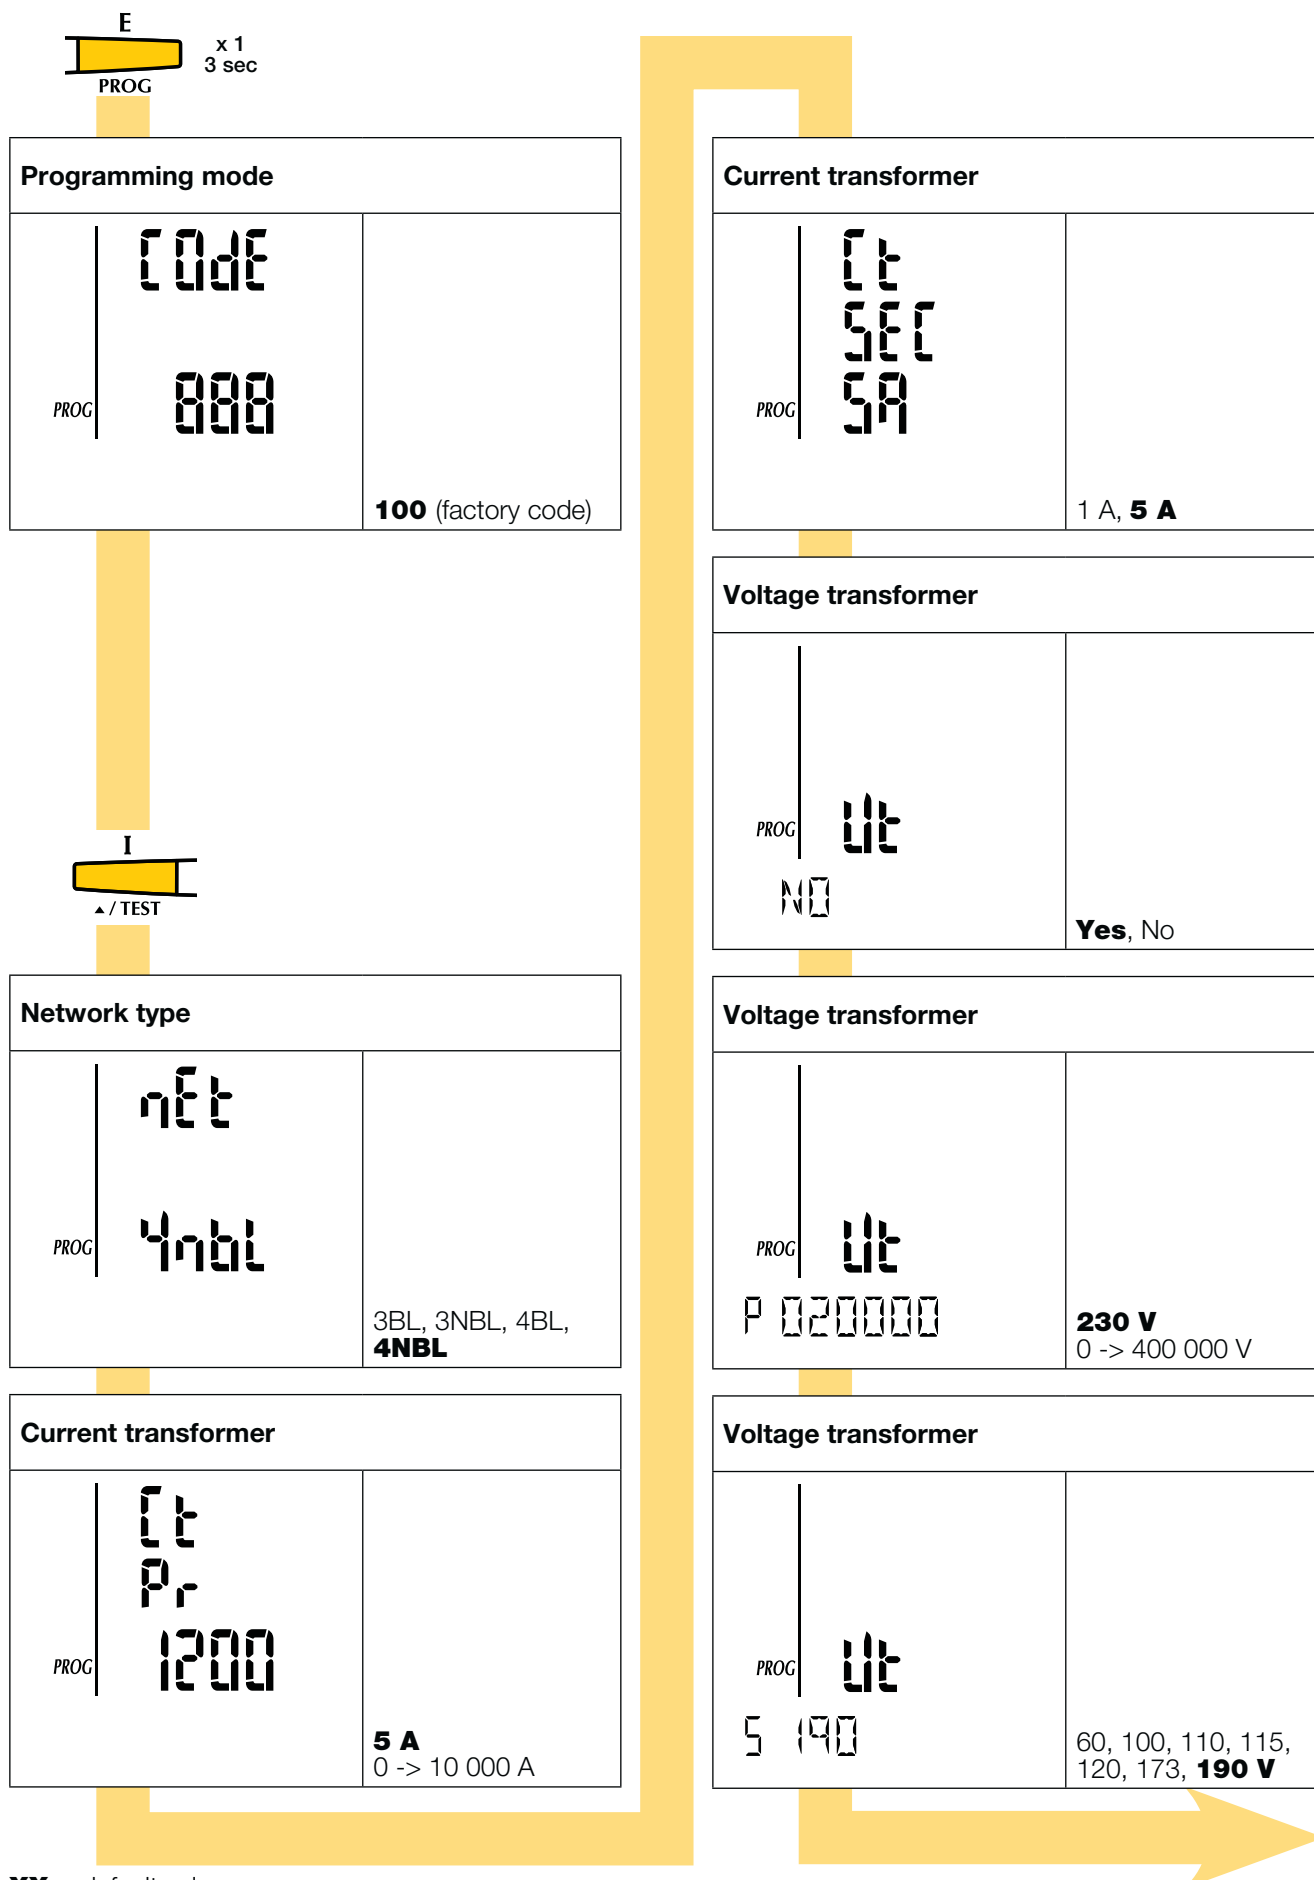 E
x 1
3 sec
PROG
Programming mode
COdE
PROG
888
100 (factory code)
I
▲ / TEST
Network type
nEt
PROG
4nbL
3BL, 3NBL, 4BL,
4NBL
Current transformer
Ct
Pr
PROG
1200
5 A
0 -> 10 000 A
Current transformer
Ct
SEC
PROG
5A
1 A, 5 A
Voltage transformer
PROG
Ut
NO
Yes, No
Voltage transformer
PROG
Ut
P 020000
230 V
0 -> 400 000 V
Voltage transformer
PROG
Ut
S 190
60, 100, 110, 115,
120, 173, 190 V